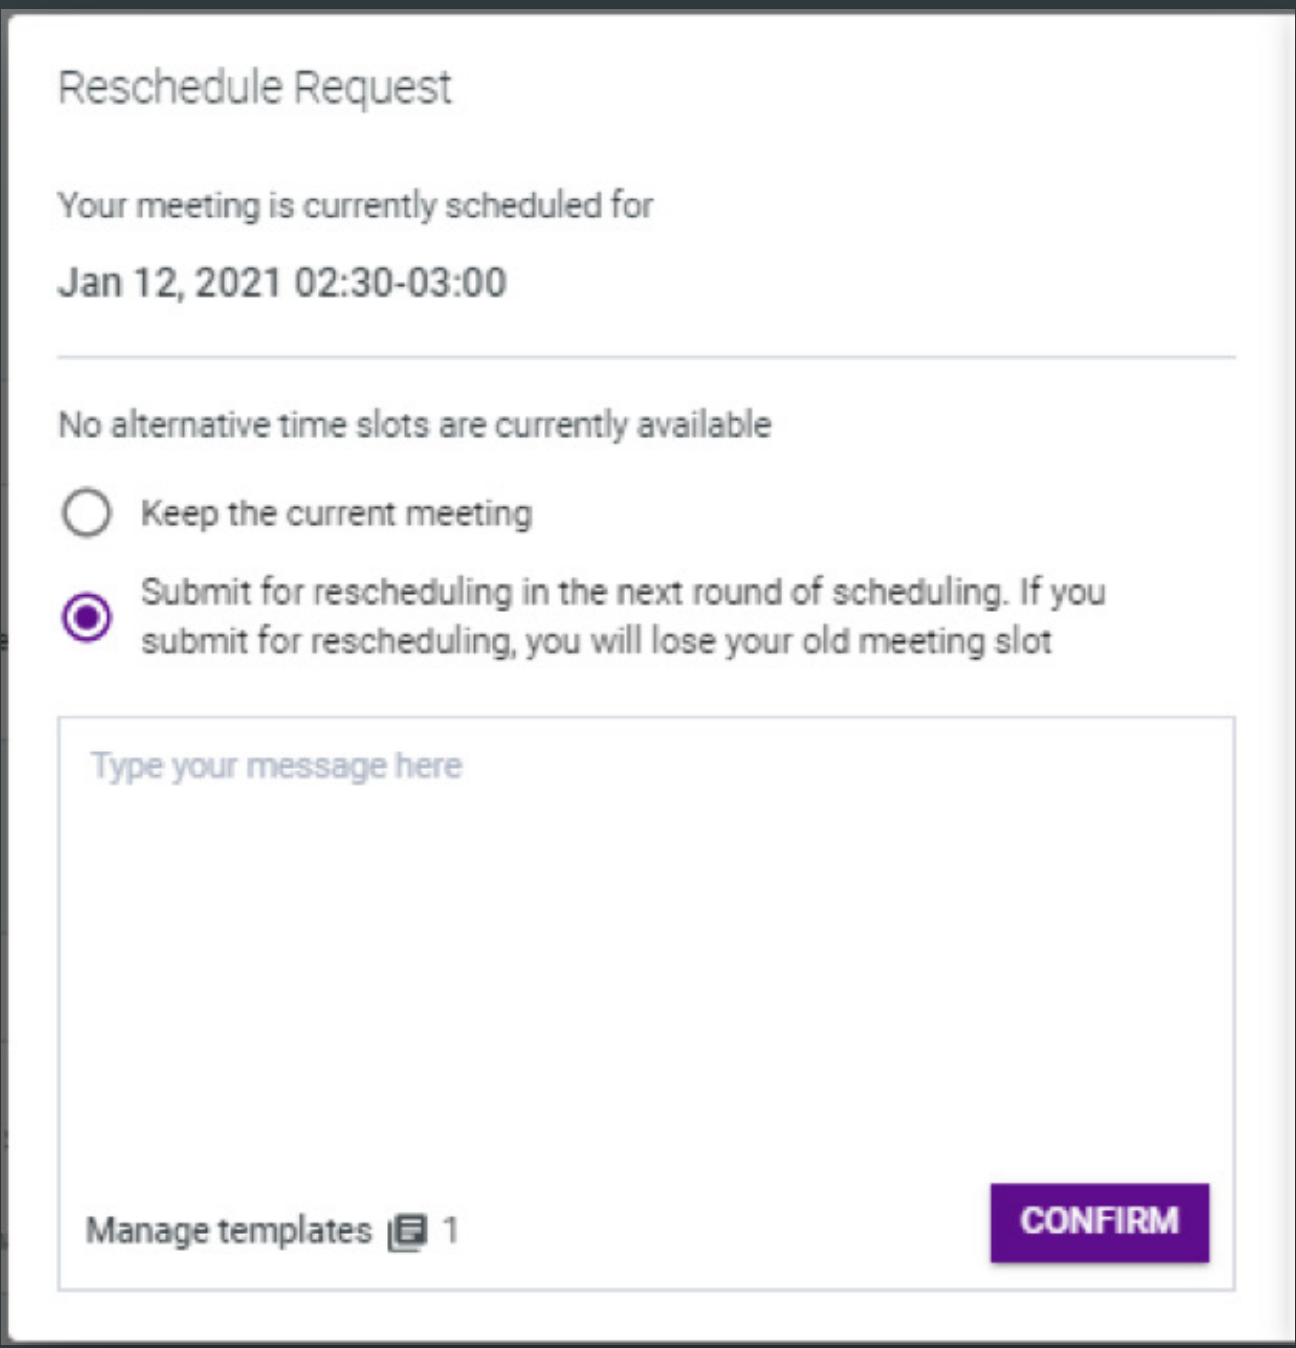 Reschedule Request
Your meeting is currently scheduled for
Jan 12, 2021 02:30-03:00
No alternative time slots are currently available
Keep the current meeting
Submit for rescheduling in the next round of scheduling. If you
submit for rescheduling, you will lose your old meeting slot
Type your message here
Manage templates 1
CONFIRM